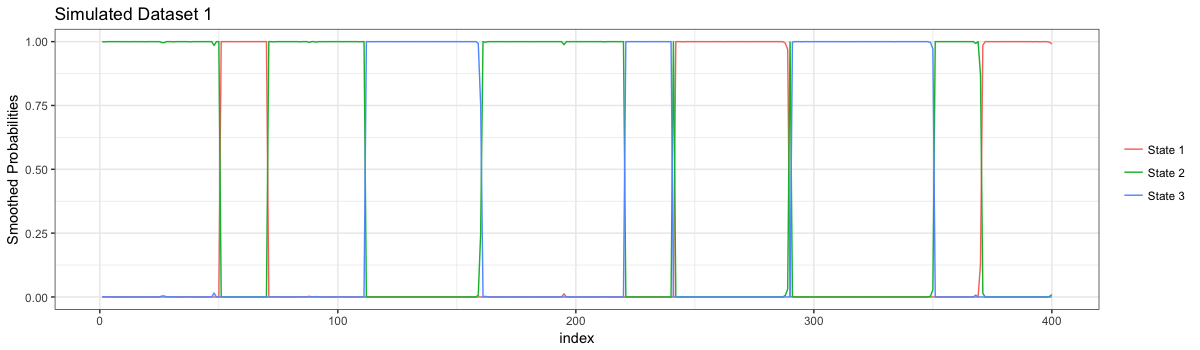 Simulated Dataset 1
Smoothed Probabilities
1.00
0.75
0.50
0.25
0.00
0 100 200 300 400
index
State 1
State 2
State 3